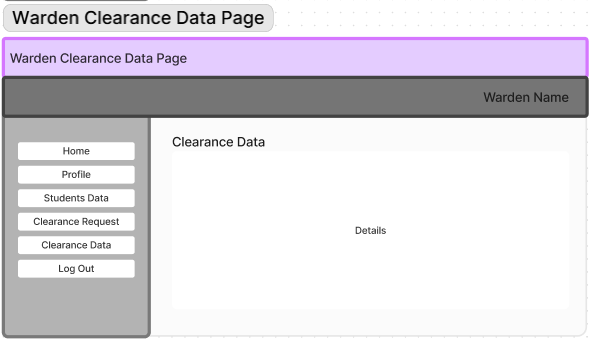 Warden Clearance Data Page
Warden Clearance Data Page
Warden Name
Home
Profile
Students Data
Clearance Request
Clearance Data
Log Out
Clearance Data
Details